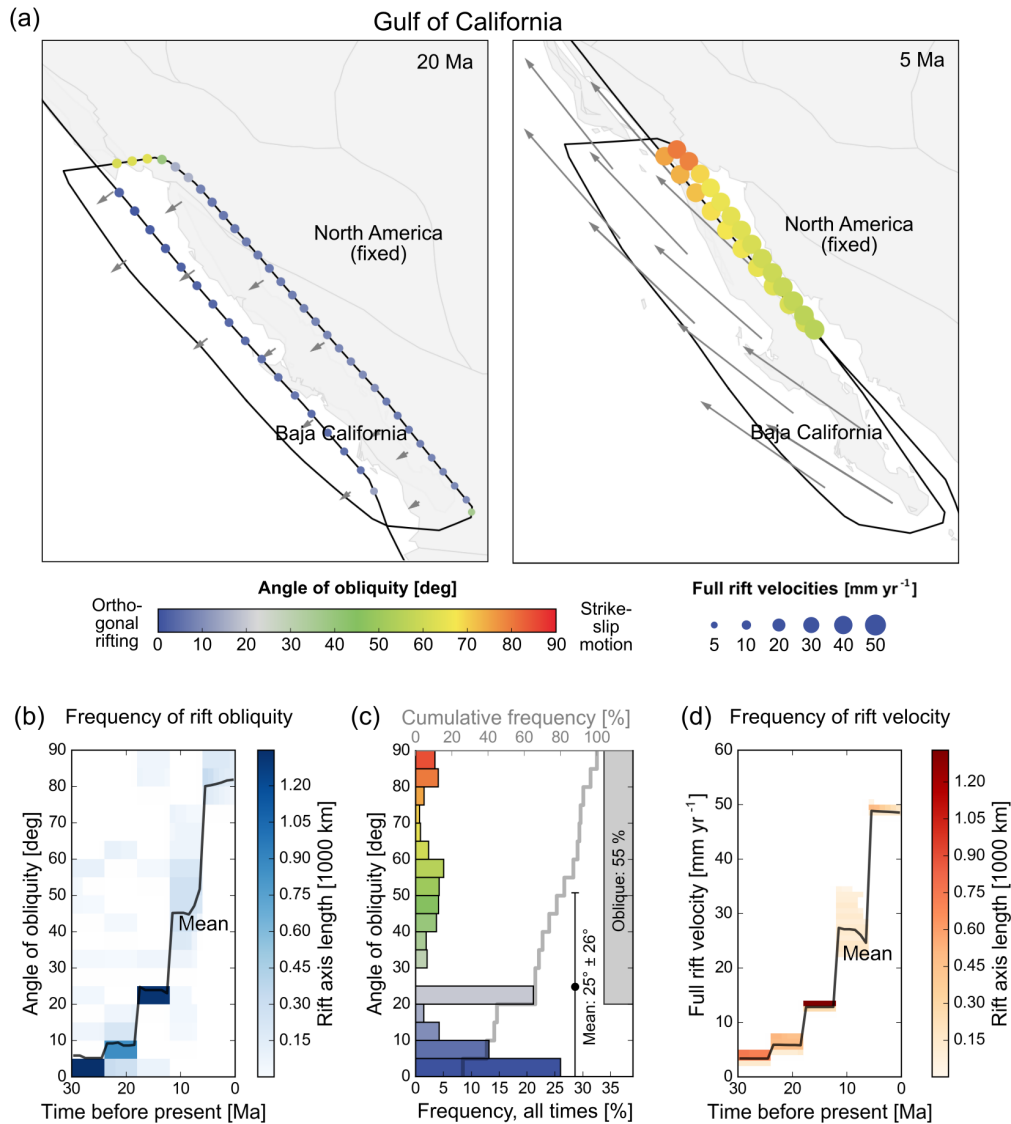 (a)
Gulf of California
20 Ma
North America
(fixed)
Baja California
5 Ma
North America
(fixed)
Baja California
Angle of obliquity [deg]
Ortho-
gonal
rifting
0 10 20 30 40 50 60 70 80 90
Strike-
slip
motion
Full rift velocities [mm yr⁻¹]
5 10 20 30 40 50
(b) Frequency of rift obliquity
Angle of obliquity [deg]
90
80
70
60
50
40
30
20
10
0
Mean
30 20 10 0
Time before present [Ma]
1.20
1.05
0.90
0.75
0.60
0.45
0.30
0.15
Rift axis length [1000 km]
(c) Cumulative frequency [%]
0 20 40 60 80 100
Angle of obliquity [deg]
90
80
70
60
50
40
30
20
10
0
Oblique: 55 %
Mean: 25° ± 26°
0 5 10 15 20 25 30 35
Frequency, all times [%]
(d) Frequency of rift velocity
Full rift velocity [mm yr⁻¹]
60
50
40
30
20
10
0
Mean
30 20 10 0
Time before present [Ma]
1.20
1.05
0.90
0.75
0.60
0.45
0.30
0.15
Rift axis length [1000 km]